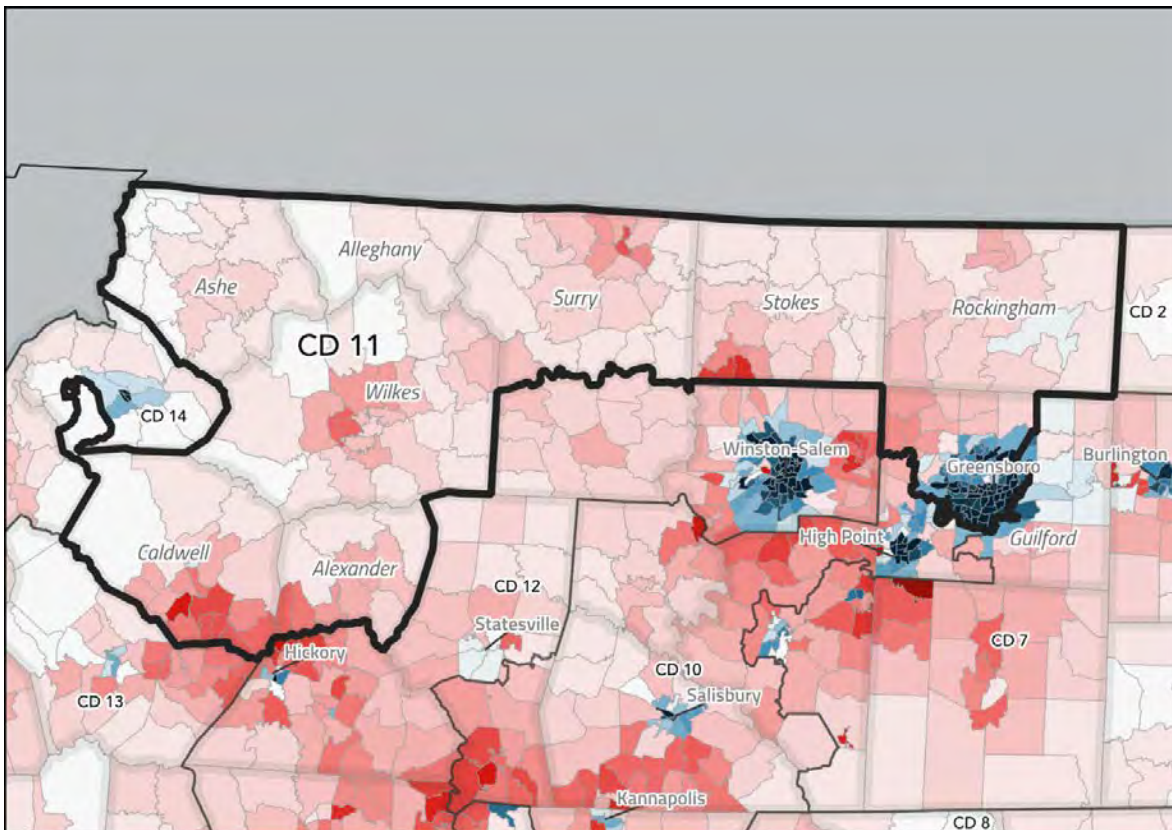 Alleghany
Ashe
Surry
Stokes
Rockingham
CD 2
CD 11
Wilkes
CD 14
Winston-Salem
Greensboro
Burlington
High Point
Guilford
Caldwell
Alexander
CD 12
Statesville
Hickory
CD 7
CD 10
CD 13
Salisbury
Kannapolis
CD 8